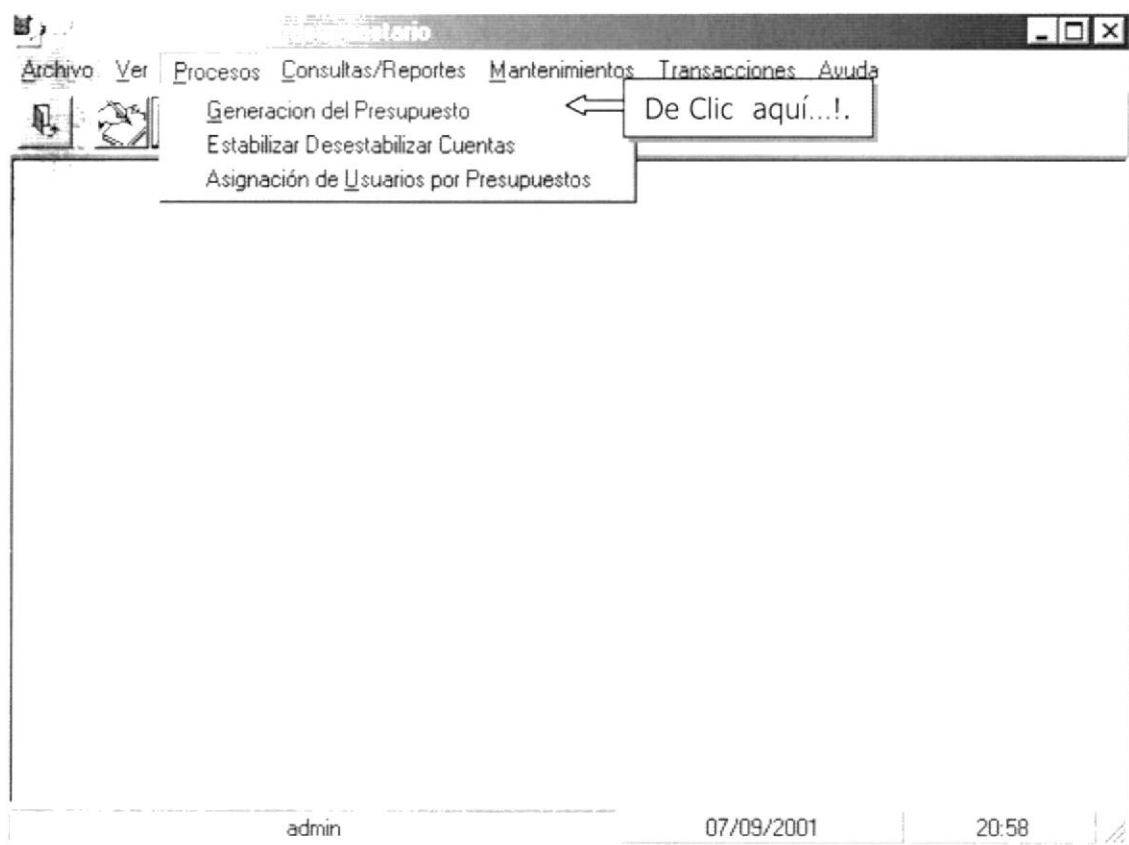 Archivo Ver Procesos Consultas/Reportes Mantenimientos Transacciones Ayuda
Generacion del Presupuesto
De Clic aquí...!.
Estabilizar Desestabilizar Cuentas
Asignación de Usuarios por Presupuestos
admin 07/09/2001 20:58